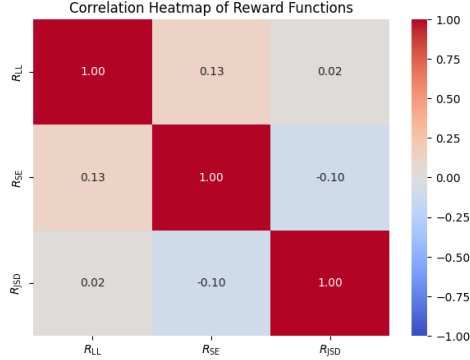 Correlation Heatmap of Reward Functions
R_LL 1.00 0.13 0.02
R_SE 0.13 1.00 -0.10
R_JSD 0.02 -0.10 1.00
R_LL R_SE R_JSD
1.00
0.75
0.50
0.25
0.00
−0.25
−0.50
−0.75
−1.00